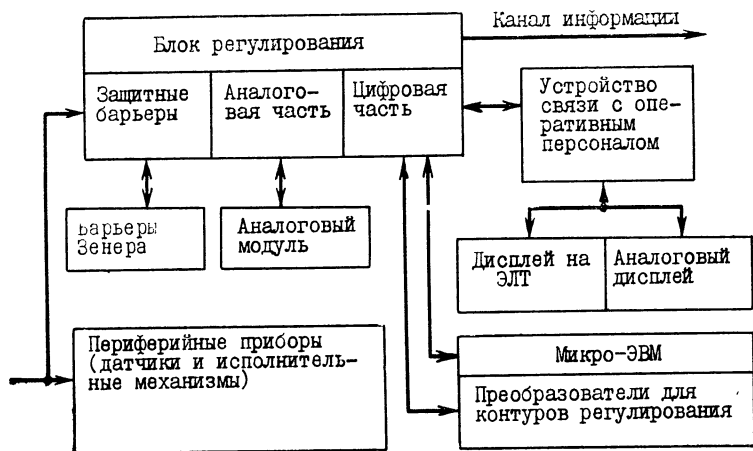 Канал информации
Блок регулирования
Защитные
барьеры
Аналого-
вая часть
Цифровая
часть
Устройство
связи с опе-
ративным
персоналом
Барьеры
Зенера
Аналоговый
модуль
Дисплей на
ЭЛТ
Аналоговый
дисплей
Периферийные приборы
(датчики и исполнитель-
ные механизмы)
Микро-ЭВМ
Преобразователи для
контуров регулирования